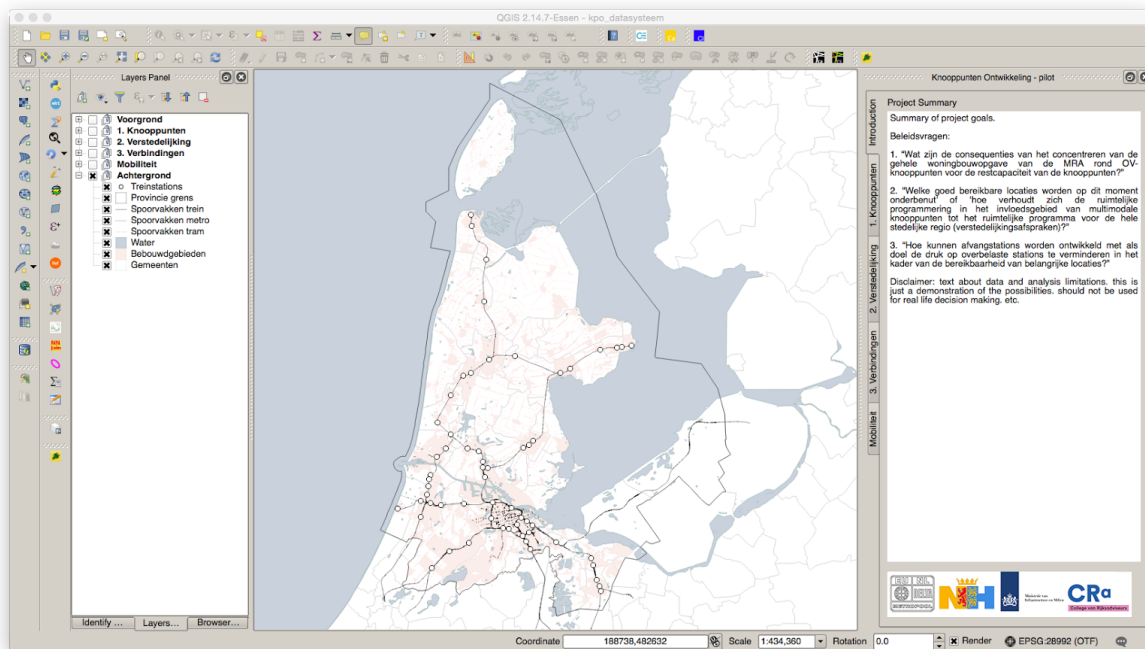 QGIS 2.14.7-Essen - kpo_datasysteem
Layers Panel
Voorgrond
1. Knooppunten
2. Verstedelijking
3. Verbindingen
Mobiliteit
Achtergrond
Treinstations
Provincie grens
Spoorvakken trein
Spoorvakken metro
Spoorvakken tram
Water
Bebouwdgebieden
Gemeenten
Identify ...
Layers...
Browser...
Knooppunten Ontwikkeling - pilot
Introduction
1. Knooppunten
2. Verstedelijking
3. Verbindingen
Mobiliteit
Project Summary
Summary of project goals.
Beleidsvragen:
1. "Wat zijn de consequenties van het concentreren van de
gehele woningbouwopgave van de MRA rond OV-
knooppunten voor de restcapaciteit van de knooppunten?"
2. "Welke goed bereikbare locaties worden op dit moment
onderbenut' of 'hoe verhoudt zich de ruimtelijke
programmering in het invloedsgebied van multimodale
knooppunten tot het ruimtelijke programma voor de hele
stedelijke regio (verstedelijkingsafspraken)?"
3. "Hoe kunnen afvangstations worden ontwikkeld met als
doel de druk op overbelaste stations te verminderen in het
kader van de bereikbaarheid van belangrijke locaties?"
Disclaimer: text about data and analysis limitations. this is
just a demonstration of the possibilities. should not be used
for real life decision making. etc.
METROPOOL
NH
Ministerie van
Infrastructuur en Milieu
CRa
College van Rijksadviseurs
Coordinate
188738,482632
Scale
1:434,360
Rotation
0.0
Render
EPSG:28992 (OTF)